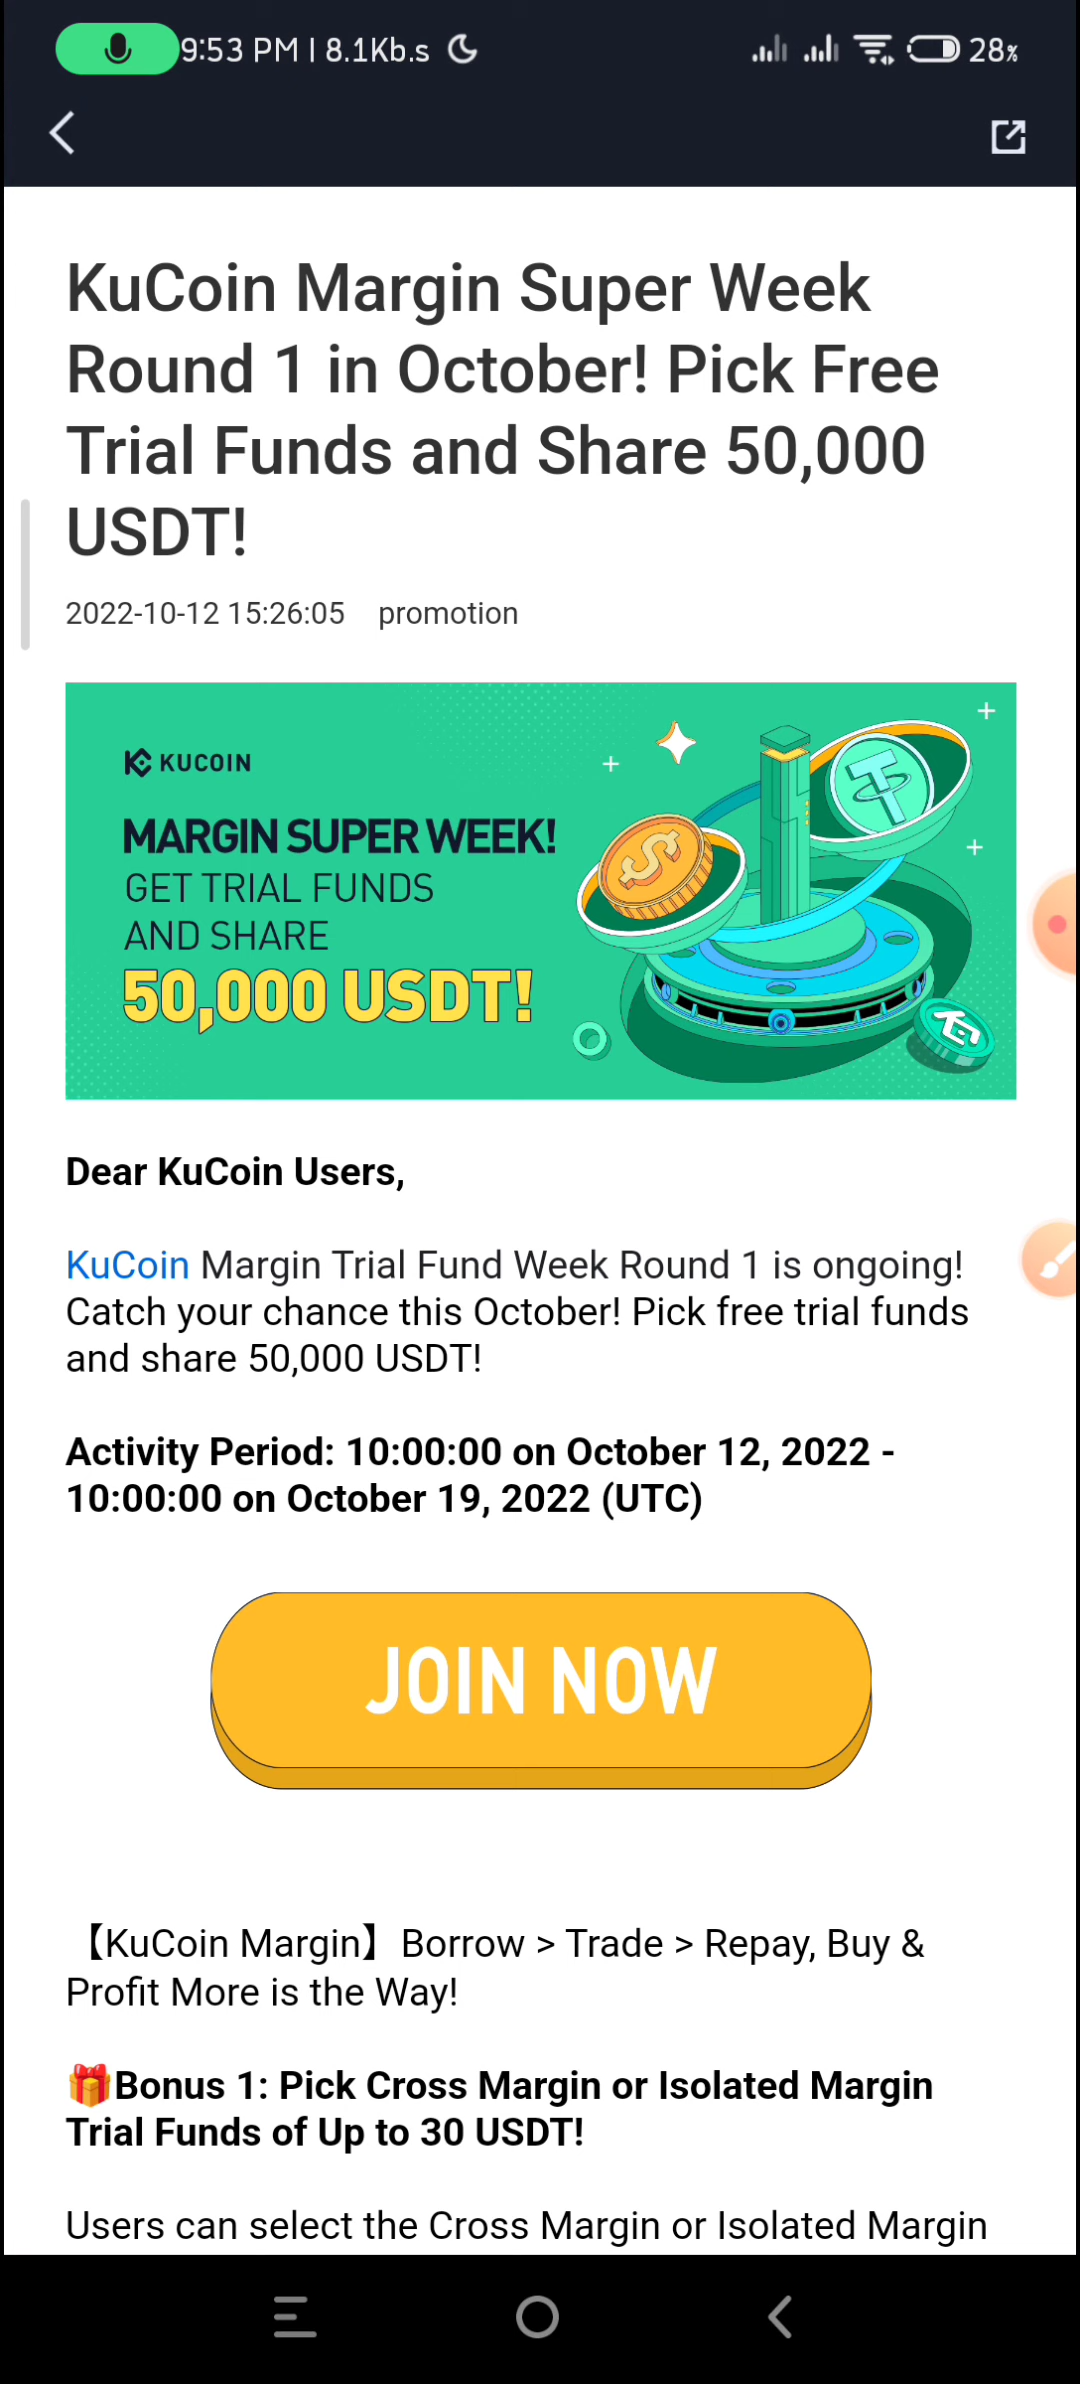 9:53 PM | 8.1Kb.s
28%
KuCoin Margin Super Week
Round 1 in October! Pick Free
Trial Funds and Share 50,000
USDT!
2022-10-12 15:26:05 promotion
KUCOIN
MARGIN SUPER WEEK!
GET TRIAL FUNDS
AND SHARE
50,000 USDT!
Dear KuCoin Users,
KuCoin Margin Trial Fund Week Round 1 is ongoing!
Catch your chance this October! Pick free trial funds
and share 50,000 USDT!
Activity Period: 10:00:00 on October 12, 2022 -
10:00:00 on October 19, 2022 (UTC)
JOIN NOW
【KuCoin Margin】Borrow > Trade > Repay, Buy &
Profit More is the Way!
🎁Bonus 1: Pick Cross Margin or Isolated Margin
Trial Funds of Up to 30 USDT!
Users can select the Cross Margin or Isolated Margin